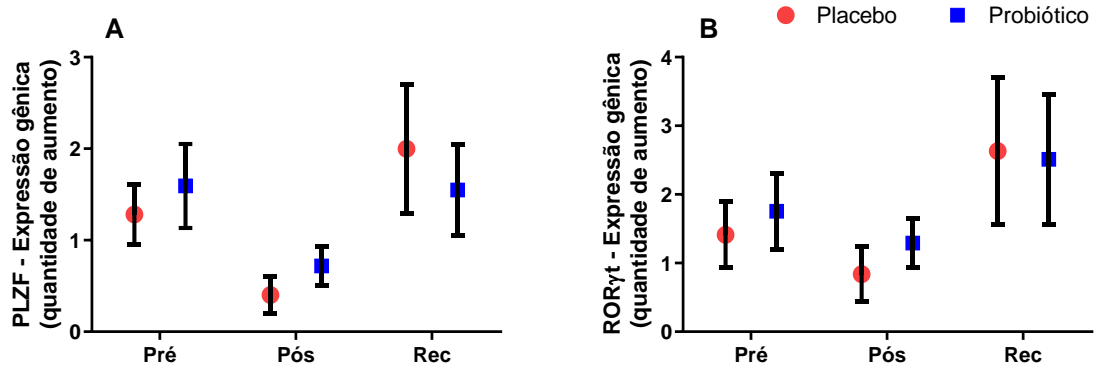 Placebo Probiótico
A
PLZF - Expressão gênica
(quantidade de aumento)
3
2
1
0
Pré Pós Rec
B
RORγt - Expressão gênica
(quantidade de aumento)
4
3
2
1
0
Pré Pós Rec